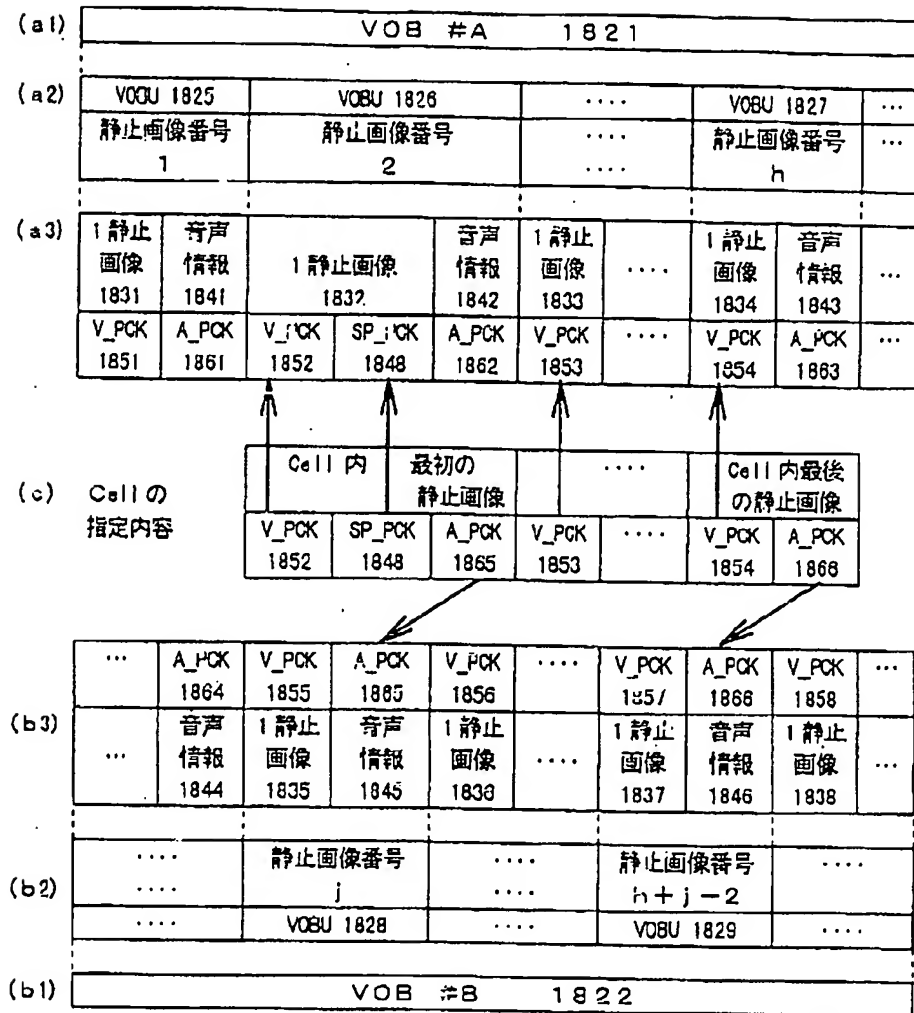 (a1) VOB #A 1821
(a2) VOBU 1825 VOBU 1826 ‥‥ VOBU 1827 …
静止画像番号 静止画像番号 ‥‥ 静止画像番号 …
1 2 ‥‥ h
(a3) 1静止 音声 音声 1静止 1静止 音声
画像 情報 1静止画像 情報 画像 ‥‥ 画像 情報 …
1831 1841 1832 1842 1833 1834 1843
V_PCK A_PCK V_PCK SP_PCK A_PCK V_PCK ‥‥ V_PCK A_PCK …
1851 1861 1852 1848 1862 1853 1854 1863
Cell内 最初の ‥‥ Cell内最後
静止画像 の静止画像
(c) Cellの
指定内容
V_PCK SP_PCK A_PCK V_PCK ‥‥ V_PCK A_PCK
1852 1848 1865 1853 1854 1866
… A_PCK V_PCK A_PCK V_PCK ‥‥ V_PCK A_PCK V_PCK …
1864 1855 1865 1856 1857 1866 1858
(b3) 音声 1静止 音声 1静止 1静止 音声 1静止
… 情報 画像 情報 画像 ‥‥ 画像 情報 画像 …
1844 1835 1845 1836 1837 1846 1838
‥‥ 静止画像番号 ‥‥ 静止画像番号 ‥‥
(b2) ‥‥ j ‥‥ h+j−2 ‥‥
‥‥ VOBU 1828 ‥‥ VOBU 1829 ‥‥
(b1) VOB #B 1822